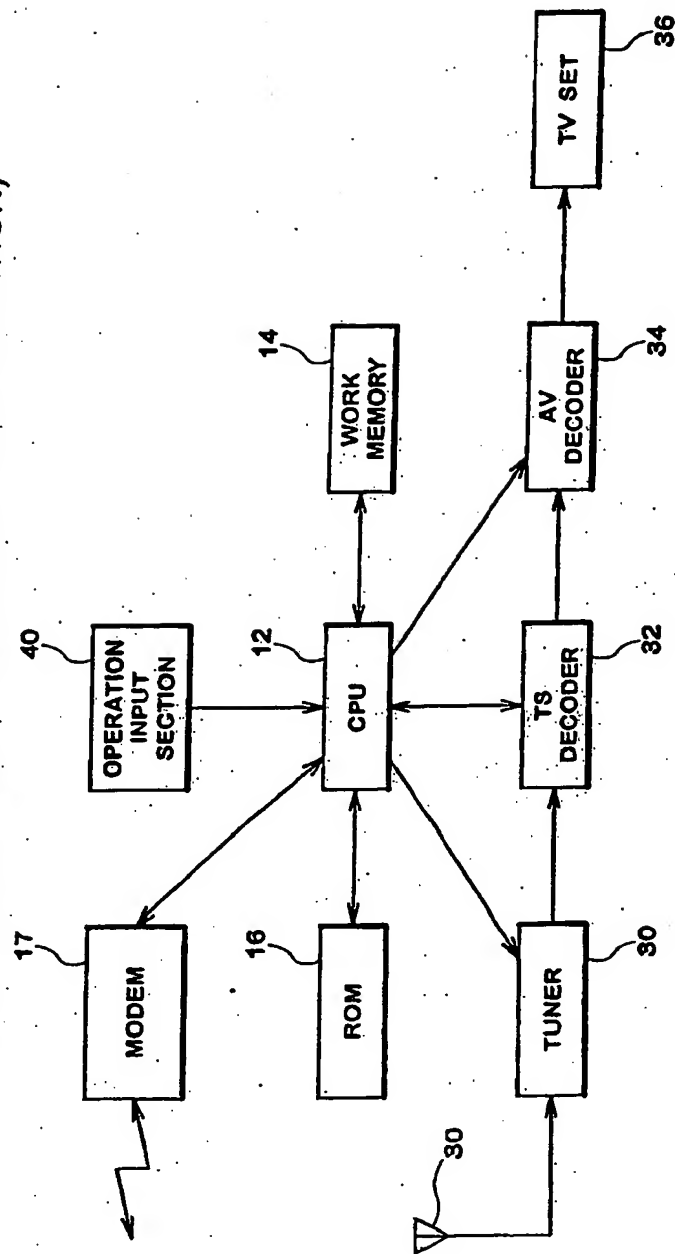 17
MODEM
40
OPERATION
INPUT
SECTION
16
ROM
12
CPU
14
WORK
MEMORY
30
TUNER
30
TS
DECODER
32
AV
DECODER
34
TV SET
36